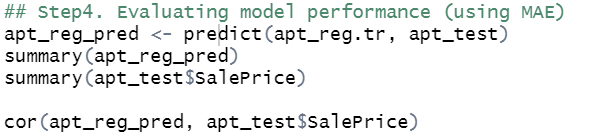 ## Step4. Evaluating model performance (using MAE)
apt_reg_pred <- predict(apt_reg.tr, apt_test)
summary(apt_reg_pred)
summary(apt_test$SalePrice)
cor(apt_reg_pred, apt_test$SalePrice)